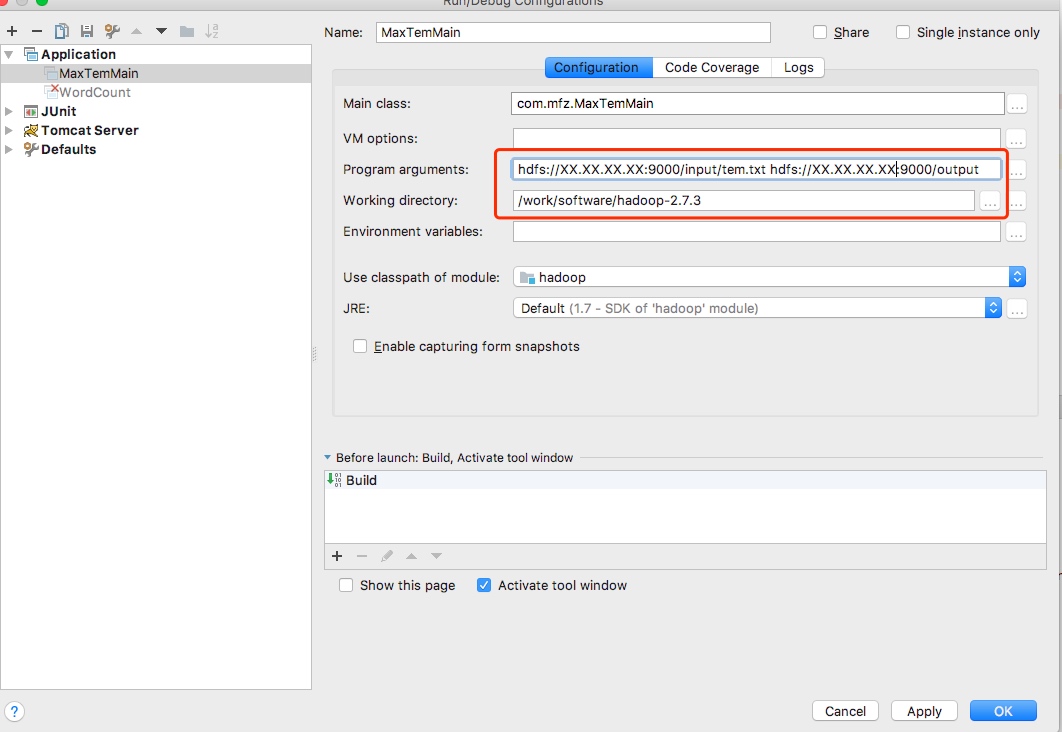 Run/Debug Configurations
Name: MaxTemMain Share Single instance only
Application
MaxTemMain
WordCount
JUnit
Tomcat Server
Defaults
Configuration Code Coverage Logs
Main class: com.mfz.MaxTemMain ...
VM options: ...
Program arguments: hdfs://XX.XX.XX.XX:9000/input/tem.txt hdfs://XX.XX.XX.XX:9000/output ...
Working directory: /work/software/hadoop-2.7.3 ... ...
Environment variables: ...
Use classpath of module: hadoop
JRE: Default (1.7 - SDK of 'hadoop' module) ...
Enable capturing form snapshots
Before launch: Build, Activate tool window
Build
Show this page Activate tool window
? Cancel Apply OK